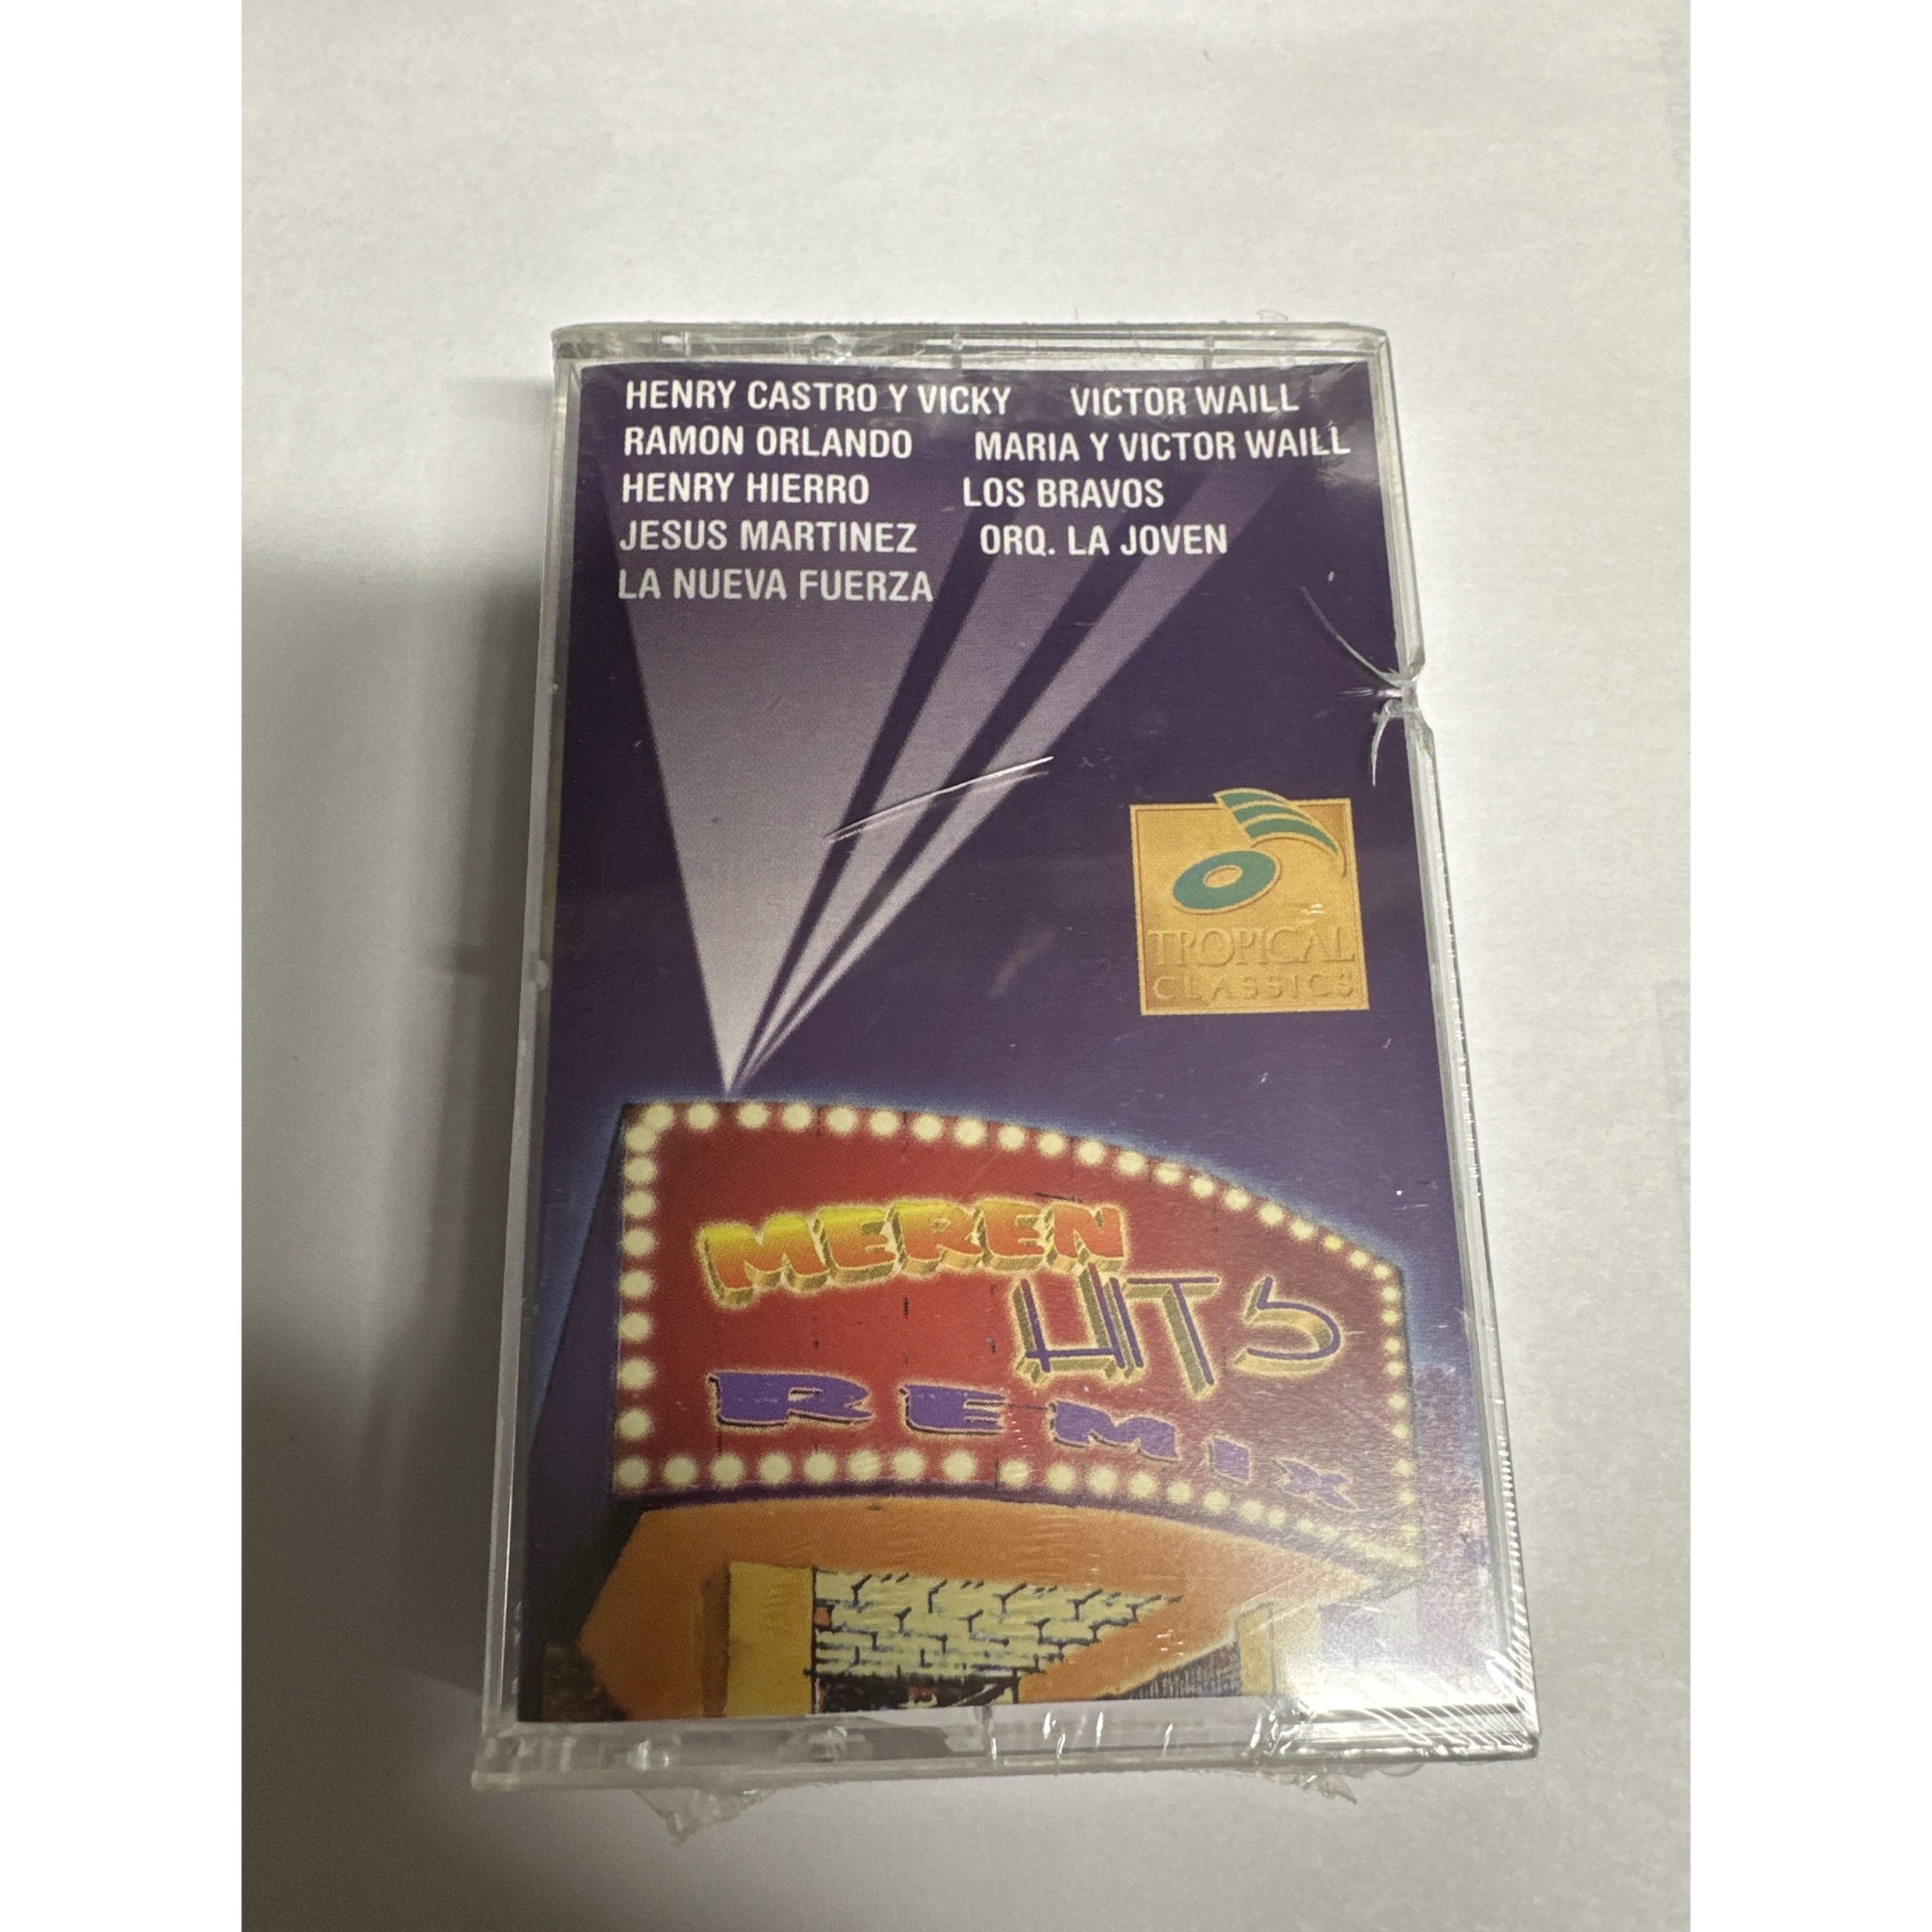 HENRY CASTRO Y VICKY VICTOR WAILL
RAMON ORLANDO MARIA Y VICTOR WAILL
HENRY HIERRO LOS BRAVOS
JESUS MARTINEZ ORQ. LA JOVEN
LA NUEVA FUERZA
TROPICAL
CLASSICS
MEREN
HITS
REMIX